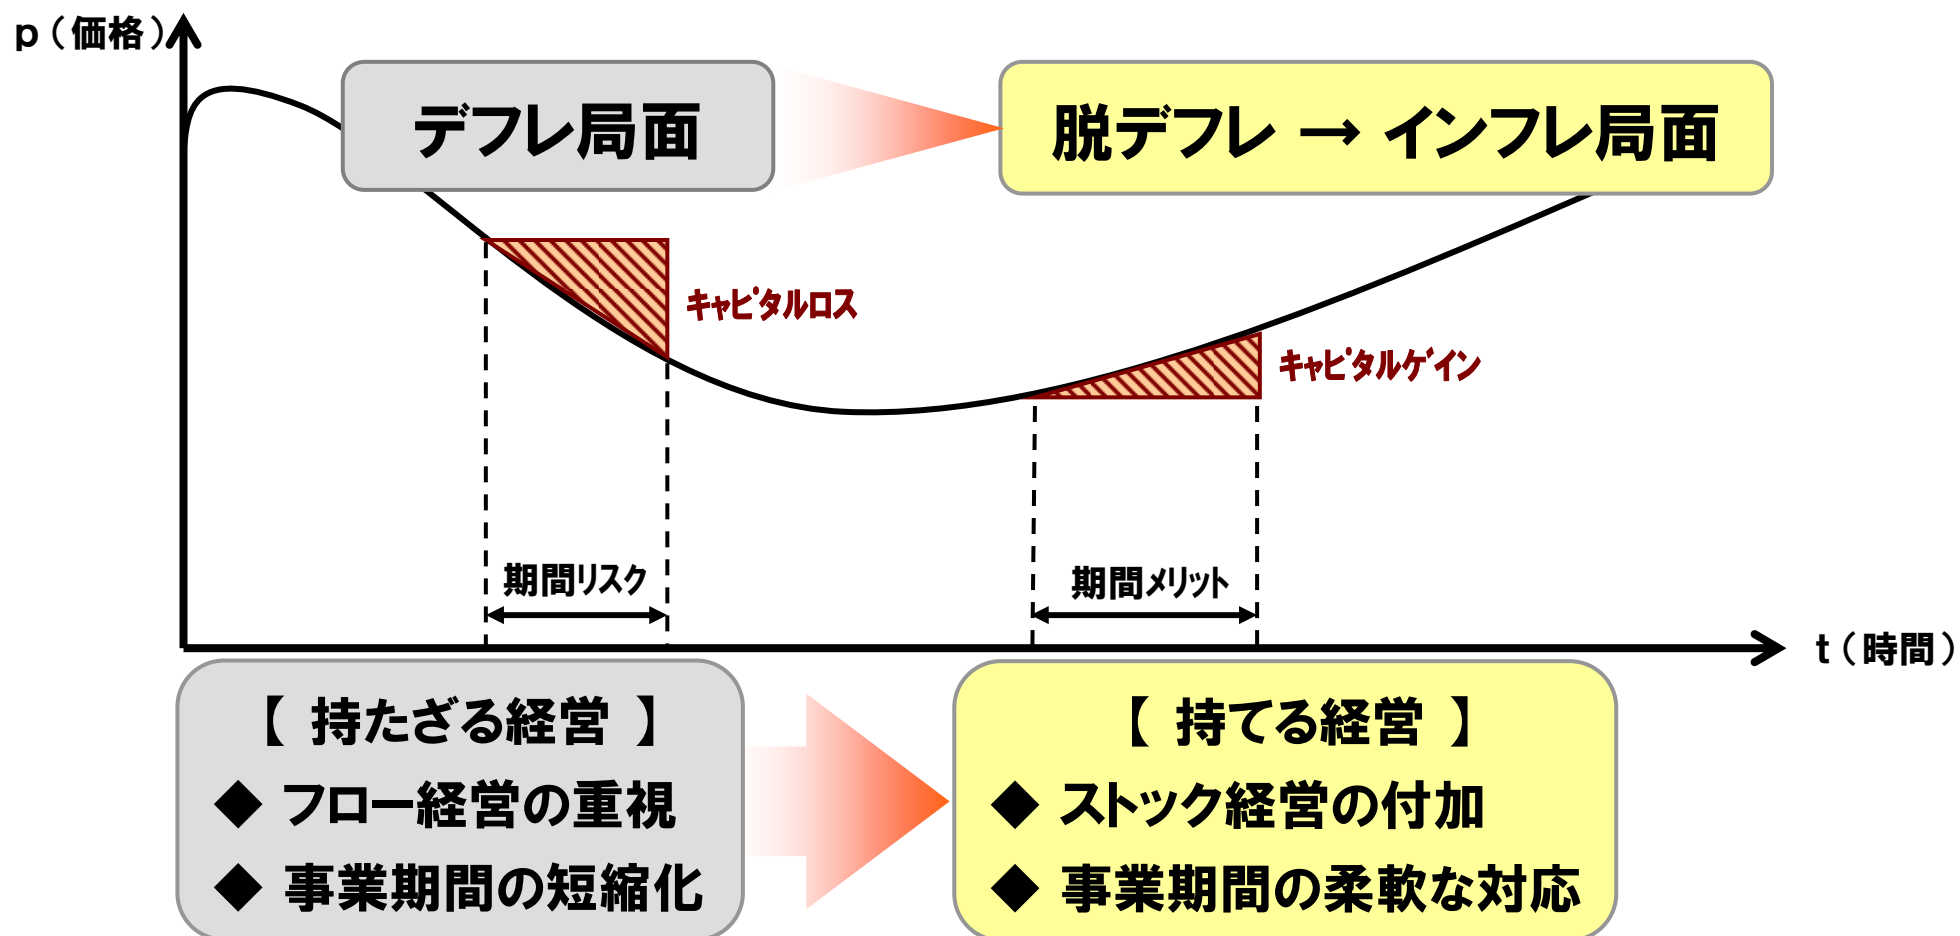 p（価格）
デフレ局面
脱デフレ → インフレ局面
ｷｬﾋﾟﾀﾙﾛｽ
ｷｬﾋﾟﾀﾙｹﾞｲﾝ
期間ﾘｽｸ
期間ﾒﾘｯﾄ
t（時間）
【 持たざる経営 】
◆ フロー経営の重視
◆ 事業期間の短縮化
【 持てる経営 】
◆ ストック経営の付加
◆ 事業期間の柔軟な対応